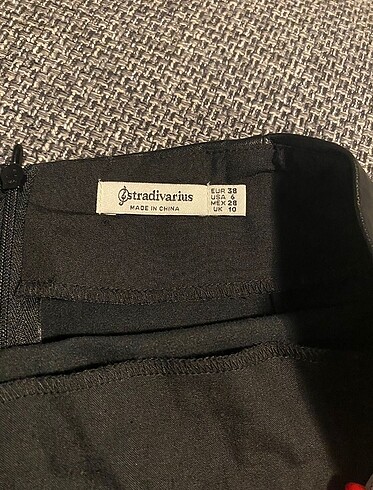 stradivarius
MADE IN CHINA
EUR 38
USA 6
MEX 28
UK 10